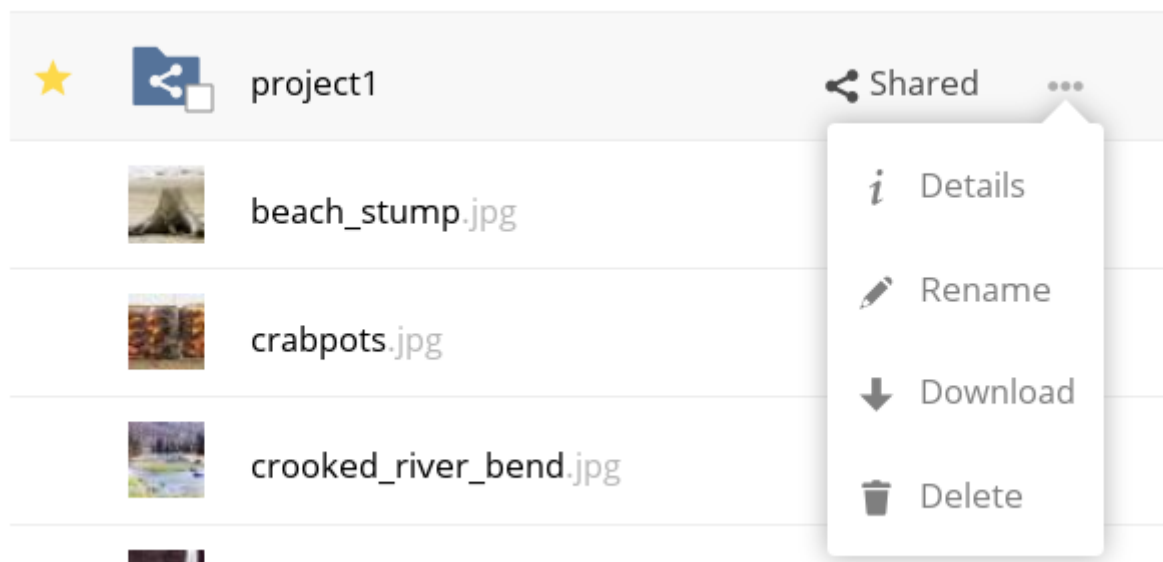 project1 Shared
Details
beach_stump.jpg
Rename
crabpots.jpg
Download
crooked_river_bend.jpg
Delete